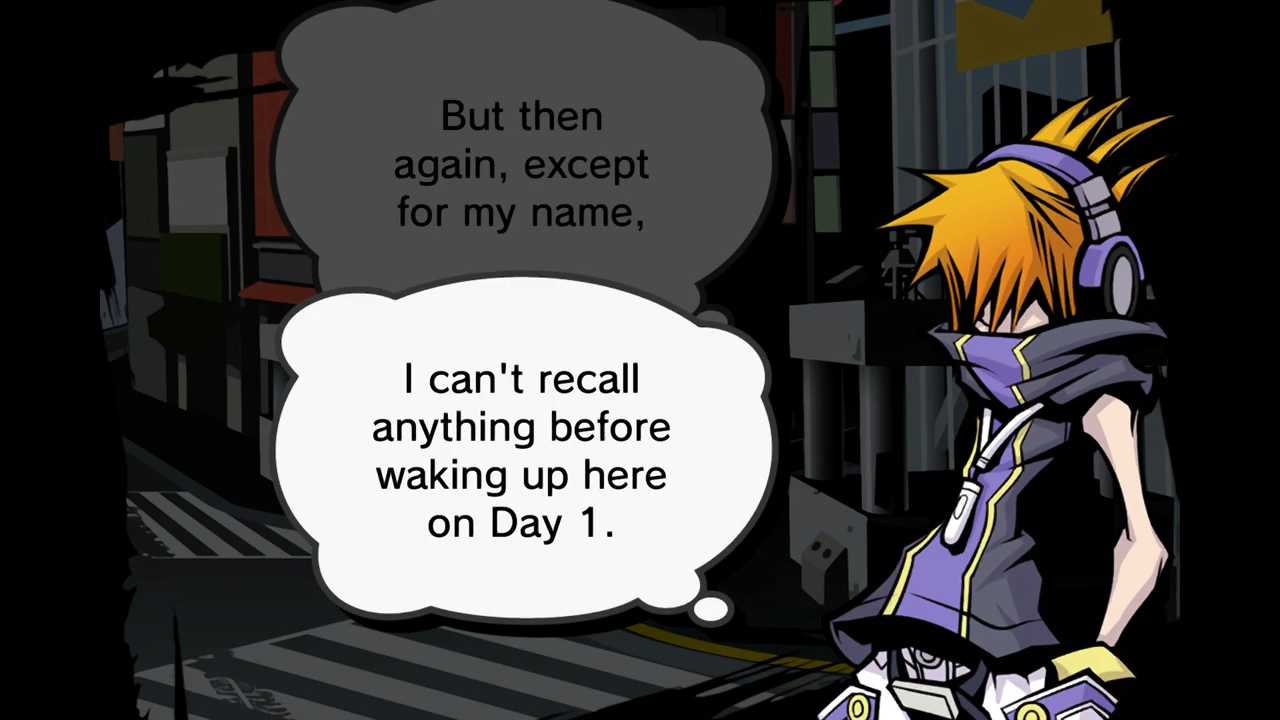 But then
again, except
for my name,
I can't recall
anything before
waking up here
on Day 1.